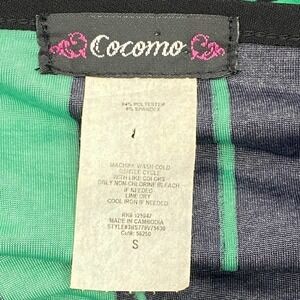 Cocomo
94% POLYESTER
6% SPANDEX
MACHINE WASH COLD
GENTLE CYCLE
WITH LIKE COLORS
ONLY NON-CHLORINE BLEACH
IF NEEDED
LINE DRY
COOL IRON IF NEEDED
MADE IN CAMBODIA
S